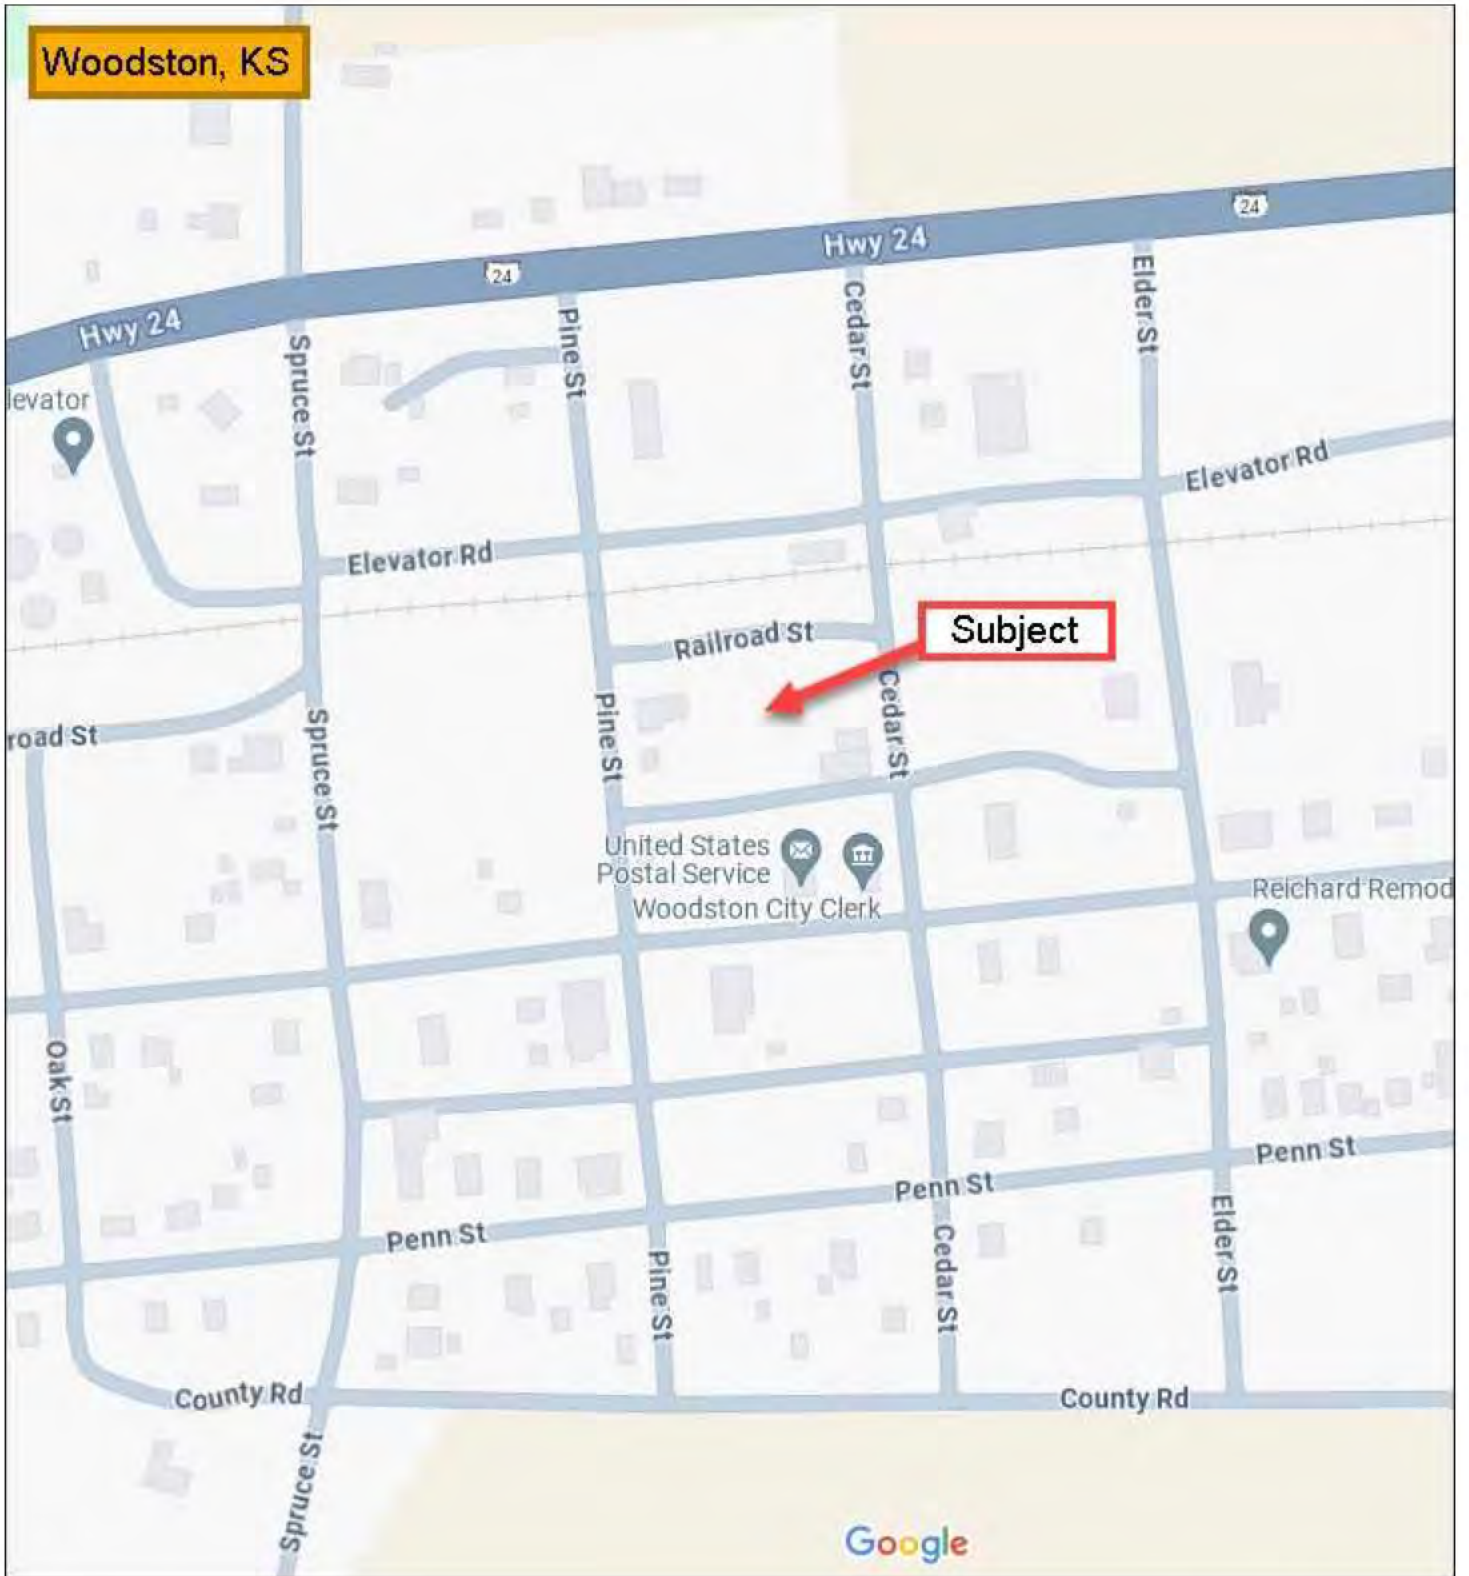 Woodston, KS
24
Hwy 24
Elder St
24
Pine St
Cedar St
Hwy 24
Spruce St
levator
Elevator Rd
Elevator Rd
Railroad St
Subject
Cedar St
Pine St
road St
Spruce St
United States
Postal Service
Woodston City Clerk
Reichard Remod
Oak St
Penn St
Penn St
Penn St
Elder St
Cedar St
Pine St
County Rd
County Rd
Spruce St
Google